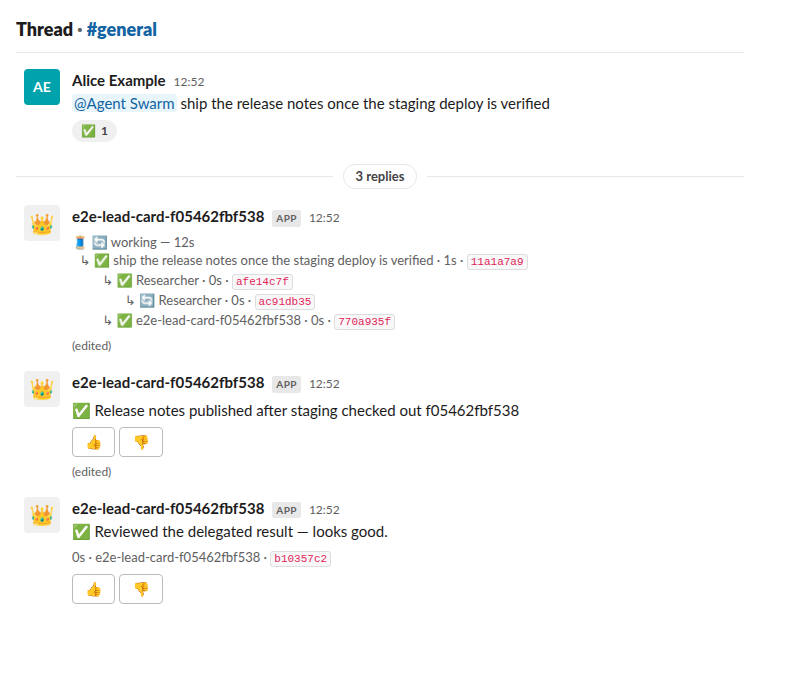 Thread · #general
AE
Alice Example 12:52
@Agent Swarm ship the release notes once the staging deploy is verified
✅ 1
3 replies
e2e-lead-card-f05462fbf538 APP 12:52
🧵 🔄 working — 12s
↳ ✅ ship the release notes once the staging deploy is verified · 1s · 11a1a7a9
↳ ✅ Researcher · 0s · afe14c7f
↳ 🔄 Researcher · 0s · ac91db35
↳ ✅ e2e-lead-card-f05462fbf538 · 0s · 770a935f
(edited)
e2e-lead-card-f05462fbf538 APP 12:52
✅ Release notes published after staging checked out f05462fbf538
👍 👎
(edited)
e2e-lead-card-f05462fbf538 APP 12:52
✅ Reviewed the delegated result — looks good.
0s · e2e-lead-card-f05462fbf538 · b10357c2
👍 👎